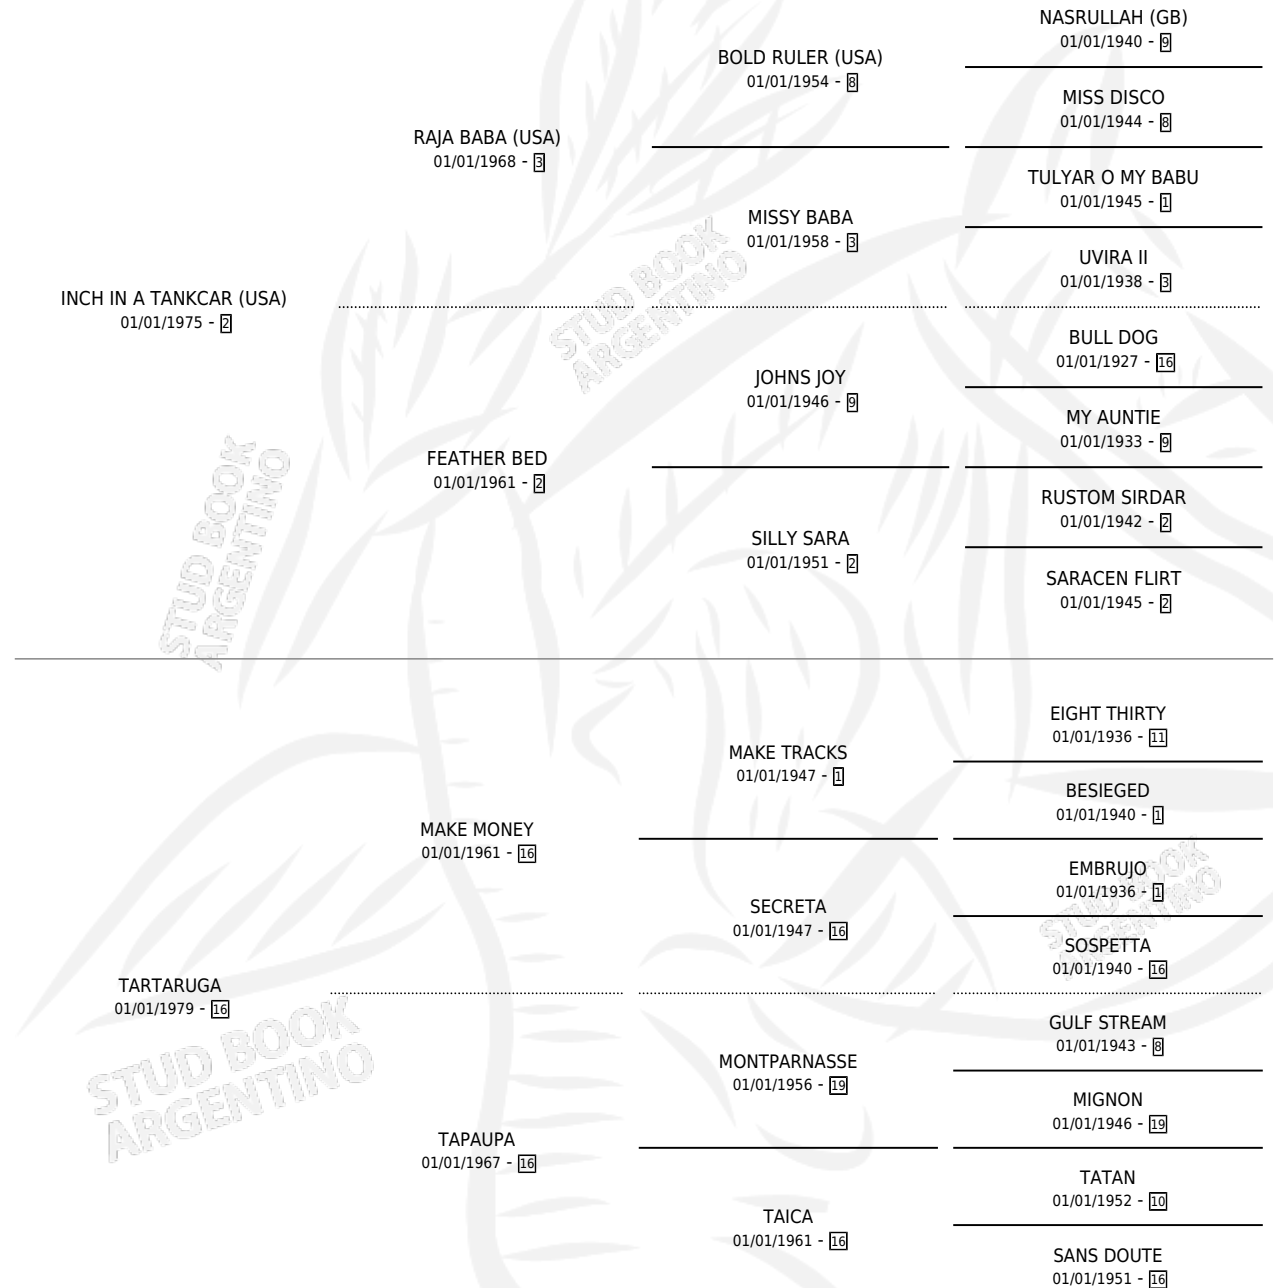 NASRULLAH (GB)
01/01/1940 - 9
BOLD RULER (USA)
01/01/1954 - 8
MISS DISCO
01/01/1944 - 8
RAJA BABA (USA)
01/01/1968 - 3
TULYAR O MY BABU
01/01/1945 - 1
MISSY BABA
01/01/1958 - 3
UVIRA II
01/01/1938 - 3
INCH IN A TANKCAR (USA)
01/01/1975 - 2
BULL DOG
01/01/1927 - 16
JOHNS JOY
01/01/1946 - 9
MY AUNTIE
01/01/1933 - 9
FEATHER BED
01/01/1961 - 2
RUSTOM SIRDAR
01/01/1942 - 2
SILLY SARA
01/01/1951 - 2
SARACEN FLIRT
01/01/1945 - 2
EIGHT THIRTY
01/01/1936 - 11
MAKE TRACKS
01/01/1947 - 1
BESIEGED
01/01/1940 - 1
MAKE MONEY
01/01/1961 - 16
EMBRUJO
01/01/1936 - 1
SECRETA
01/01/1947 - 16
SOSPETTA
01/01/1940 - 16
TARTARUGA
01/01/1979 - 16
GULF STREAM
01/01/1943 - 8
MONTPARNASSE
01/01/1956 - 19
MIGNON
01/01/1946 - 19
TAPAUPA
01/01/1967 - 16
TATAN
01/01/1952 - 10
TAICA
01/01/1961 - 16
SANS DOUTE
01/01/1951 - 16
STUD BOOK
ARGENTINO
STUD BOOK
ARGENTINO
STUD BOOK
ARGENTINO
STUD BOOK
ARGENTINO